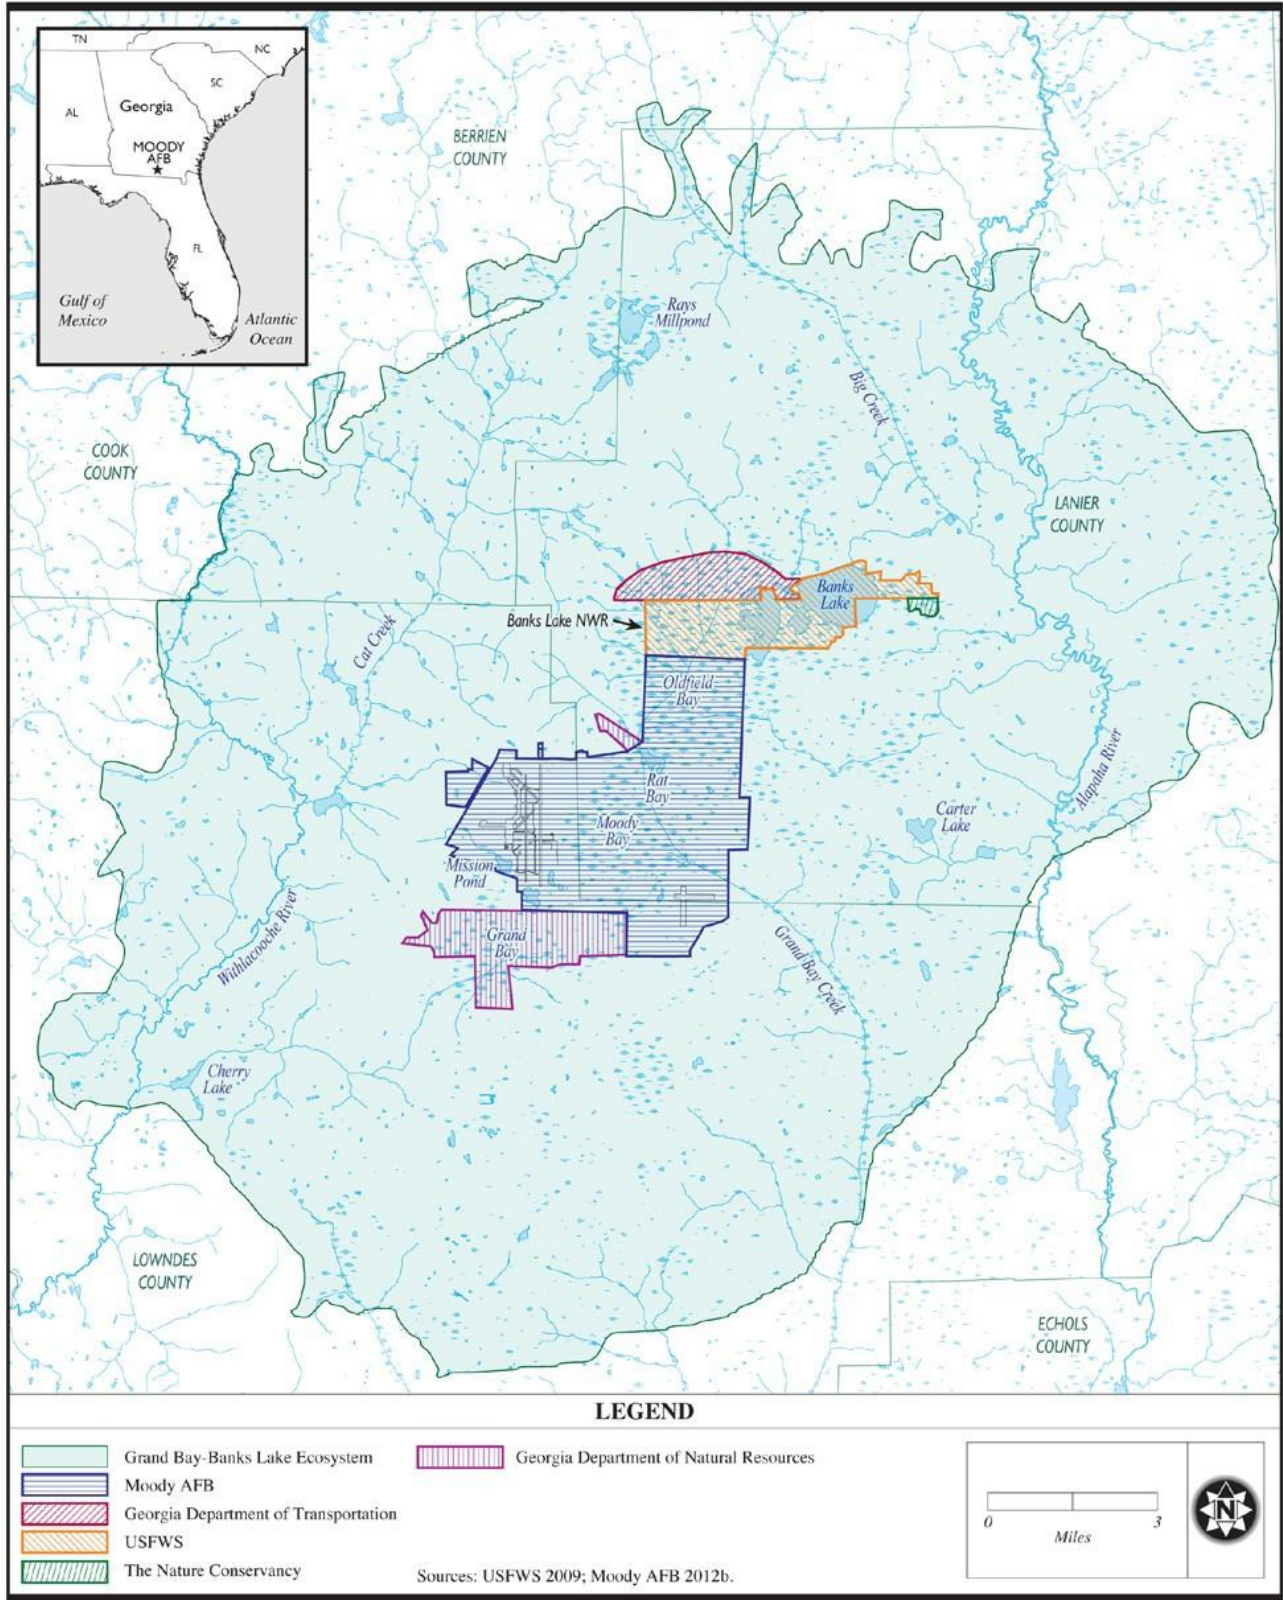 TN
NC
SC
AL
Georgia
MOODY
AFB
FL
Gulf of
Mexico
Atlantic
Ocean
BERRIEN
COUNTY
Rays
Millpond
Big Creek
COOK
COUNTY
LANIER
COUNTY
Banks
Lake
Banks Lake NWR
Cat Creek
Oldfield
Bay
Rat
Bay
Alapaha River
Carter
Lake
Moody
Bay
Mission
Pond
Withlacooche River
Grand
Bay
Grand Bay Creek
Cherry
Lake
LOWNDES
COUNTY
ECHOLS
COUNTY
LEGEND
Grand Bay-Banks Lake Ecosystem
Moody AFB
Georgia Department of Transportation
USFWS
The Nature Conservancy
Georgia Department of Natural Resources
Sources: USFWS 2009; Moody AFB 2012b.
0 3
Miles
N